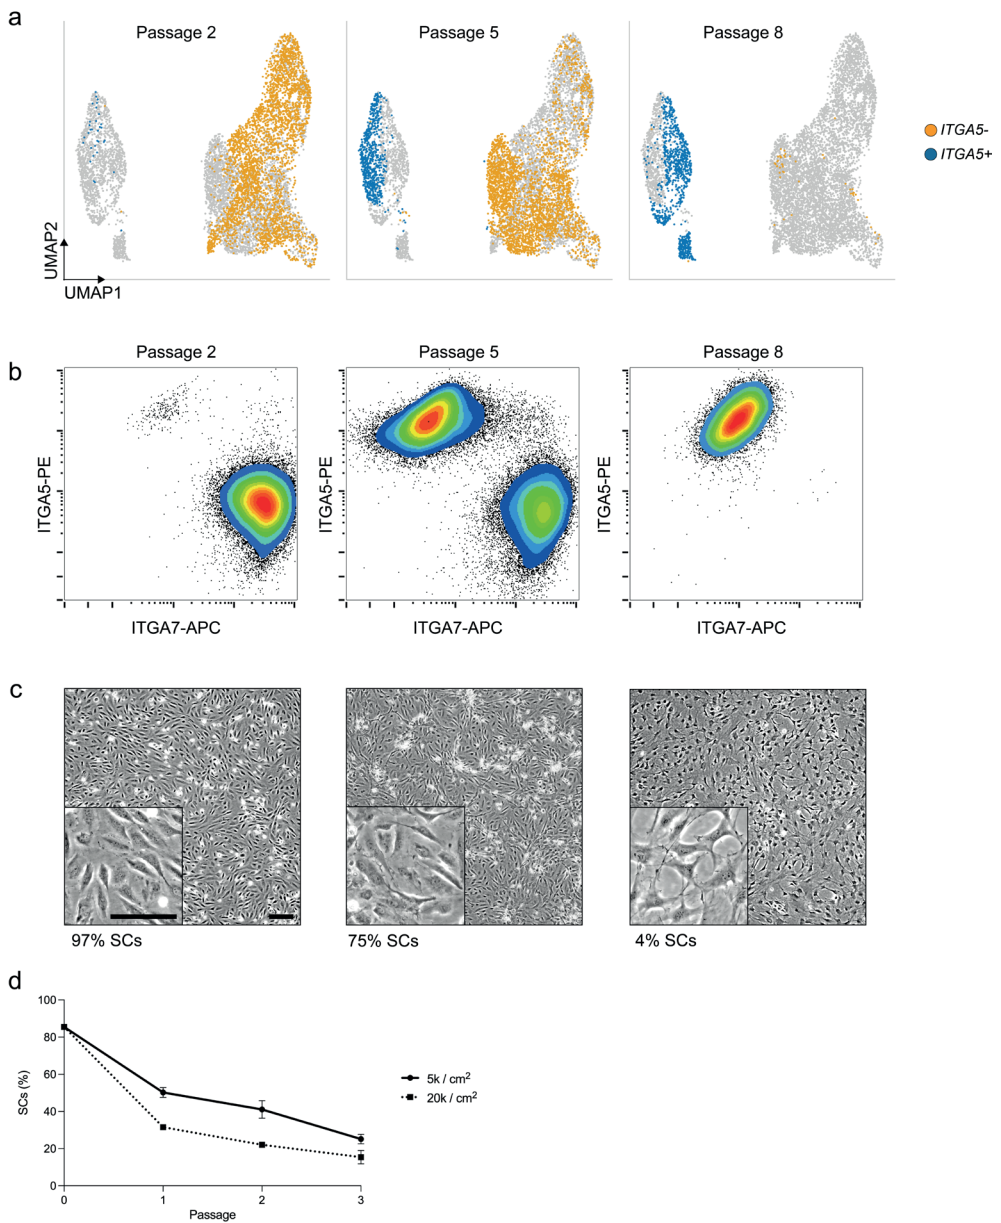 a
Passage 2
Passage 5
Passage 8
ITGA5-
ITGA5+
UMAP2
UMAP1
b
Passage 2
Passage 5
Passage 8
ITGA5-PE
ITGA5-PE
ITGA5-PE
ITGA7-APC
ITGA7-APC
ITGA7-APC
c
97% SCs
75% SCs
4% SCs
d
100
80
60
40
20
0
SCs (%)
0
1
2
3
Passage
5k / cm²
20k / cm²